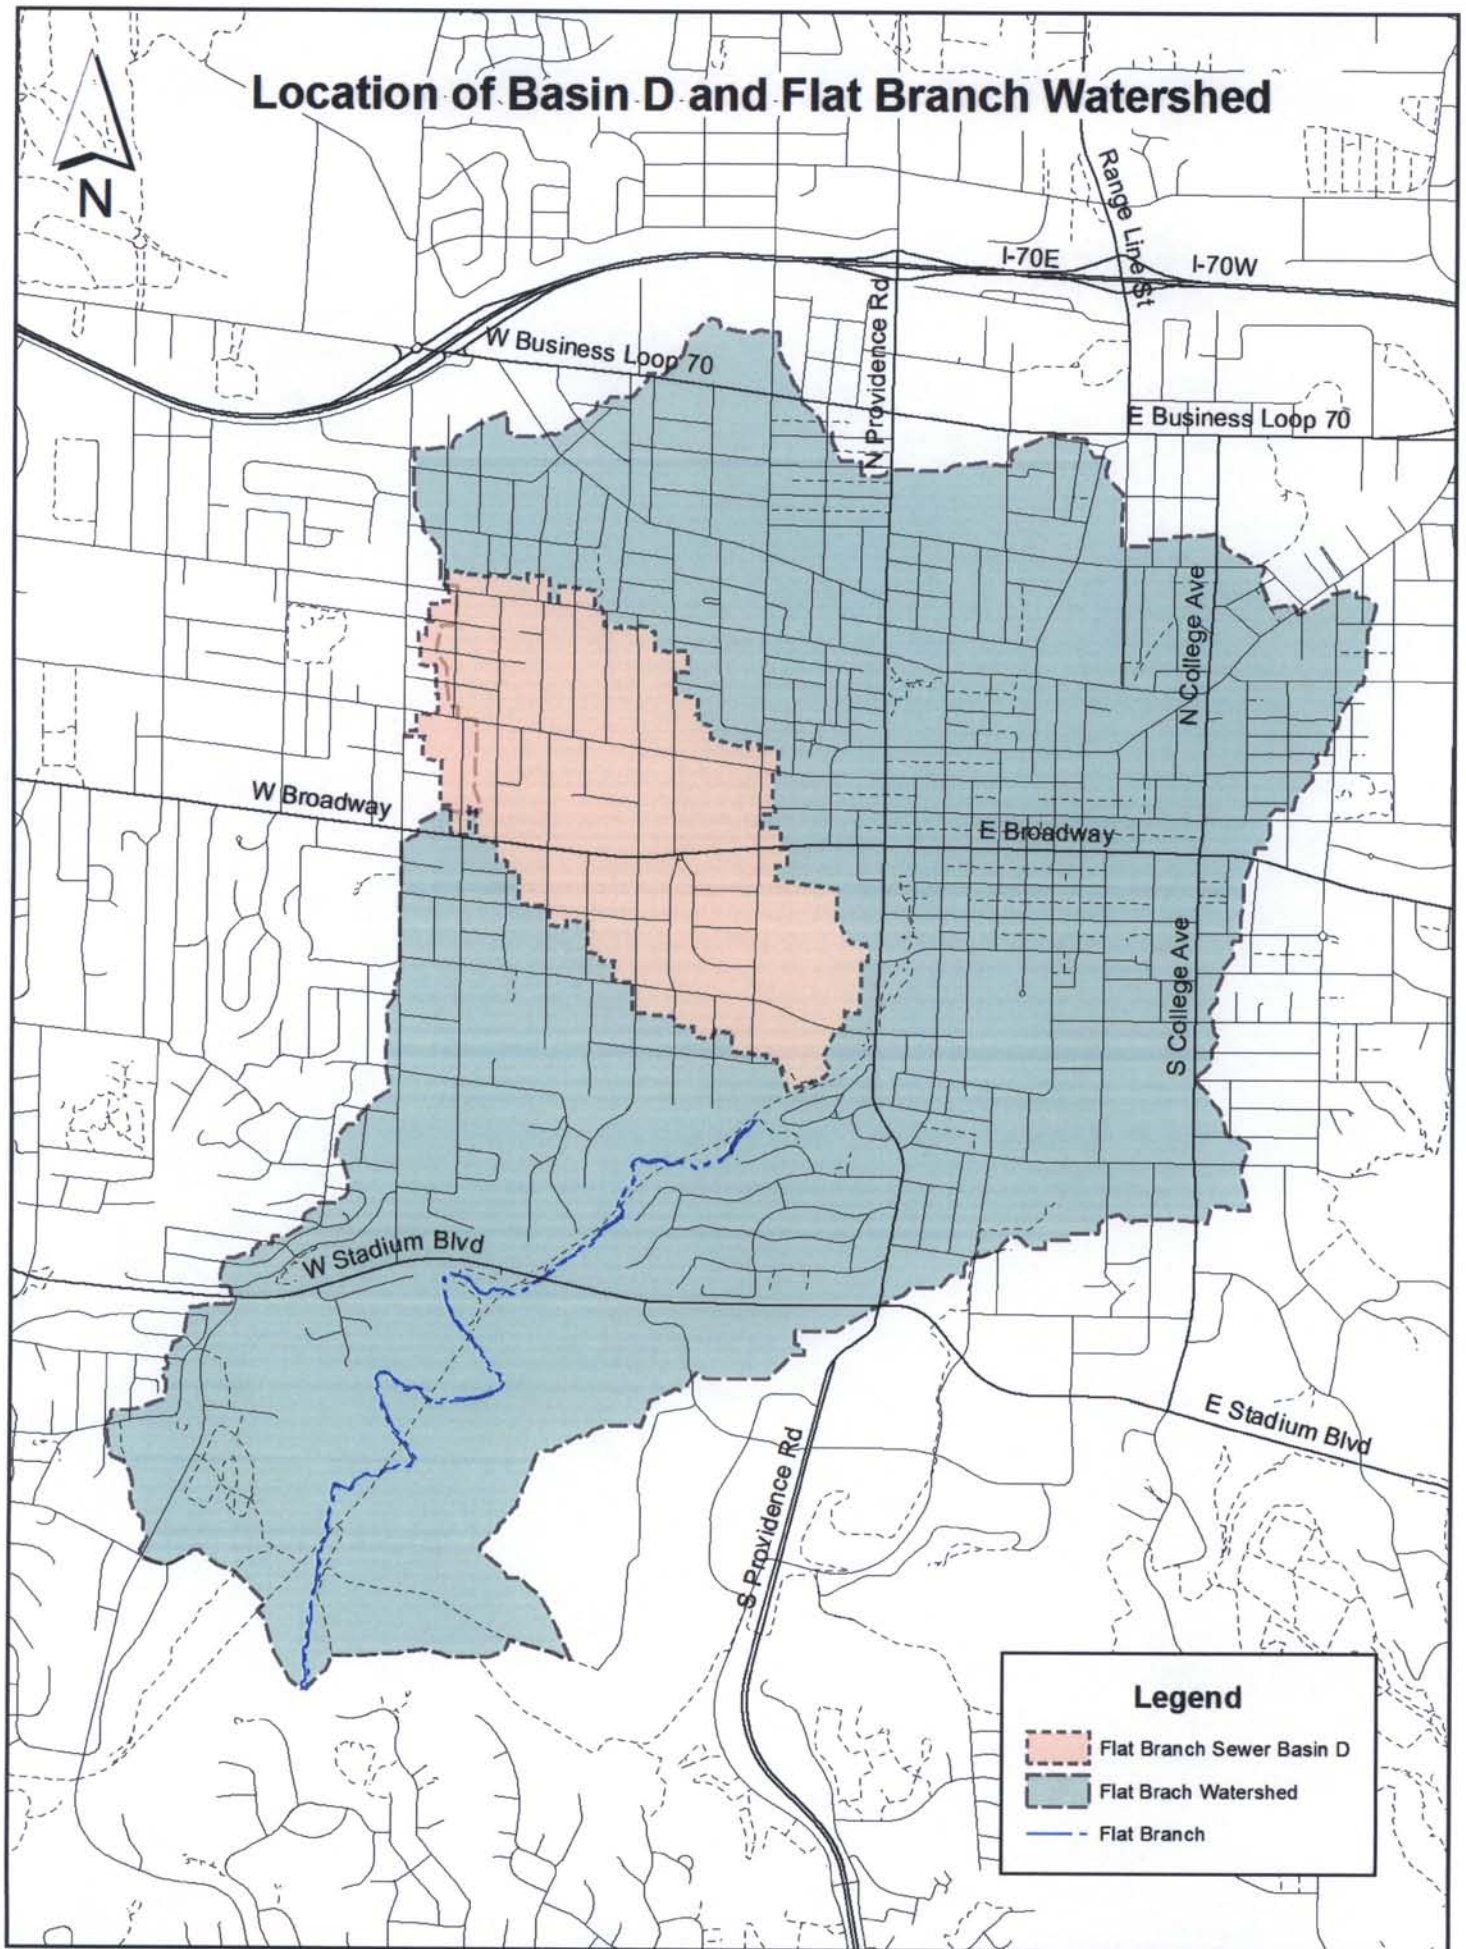 Location of Basin D and Flat Branch Watershed
N
Range Line St
I-70E
I-70W
N Providence Rd
W Business Loop 70
E Business Loop 70
N College Ave
W Broadway
E Broadway
S College Ave
W Stadium Blvd
E Stadium Blvd
S Providence Rd
Legend
Flat Branch Sewer Basin D
Flat Brach Watershed
Flat Branch